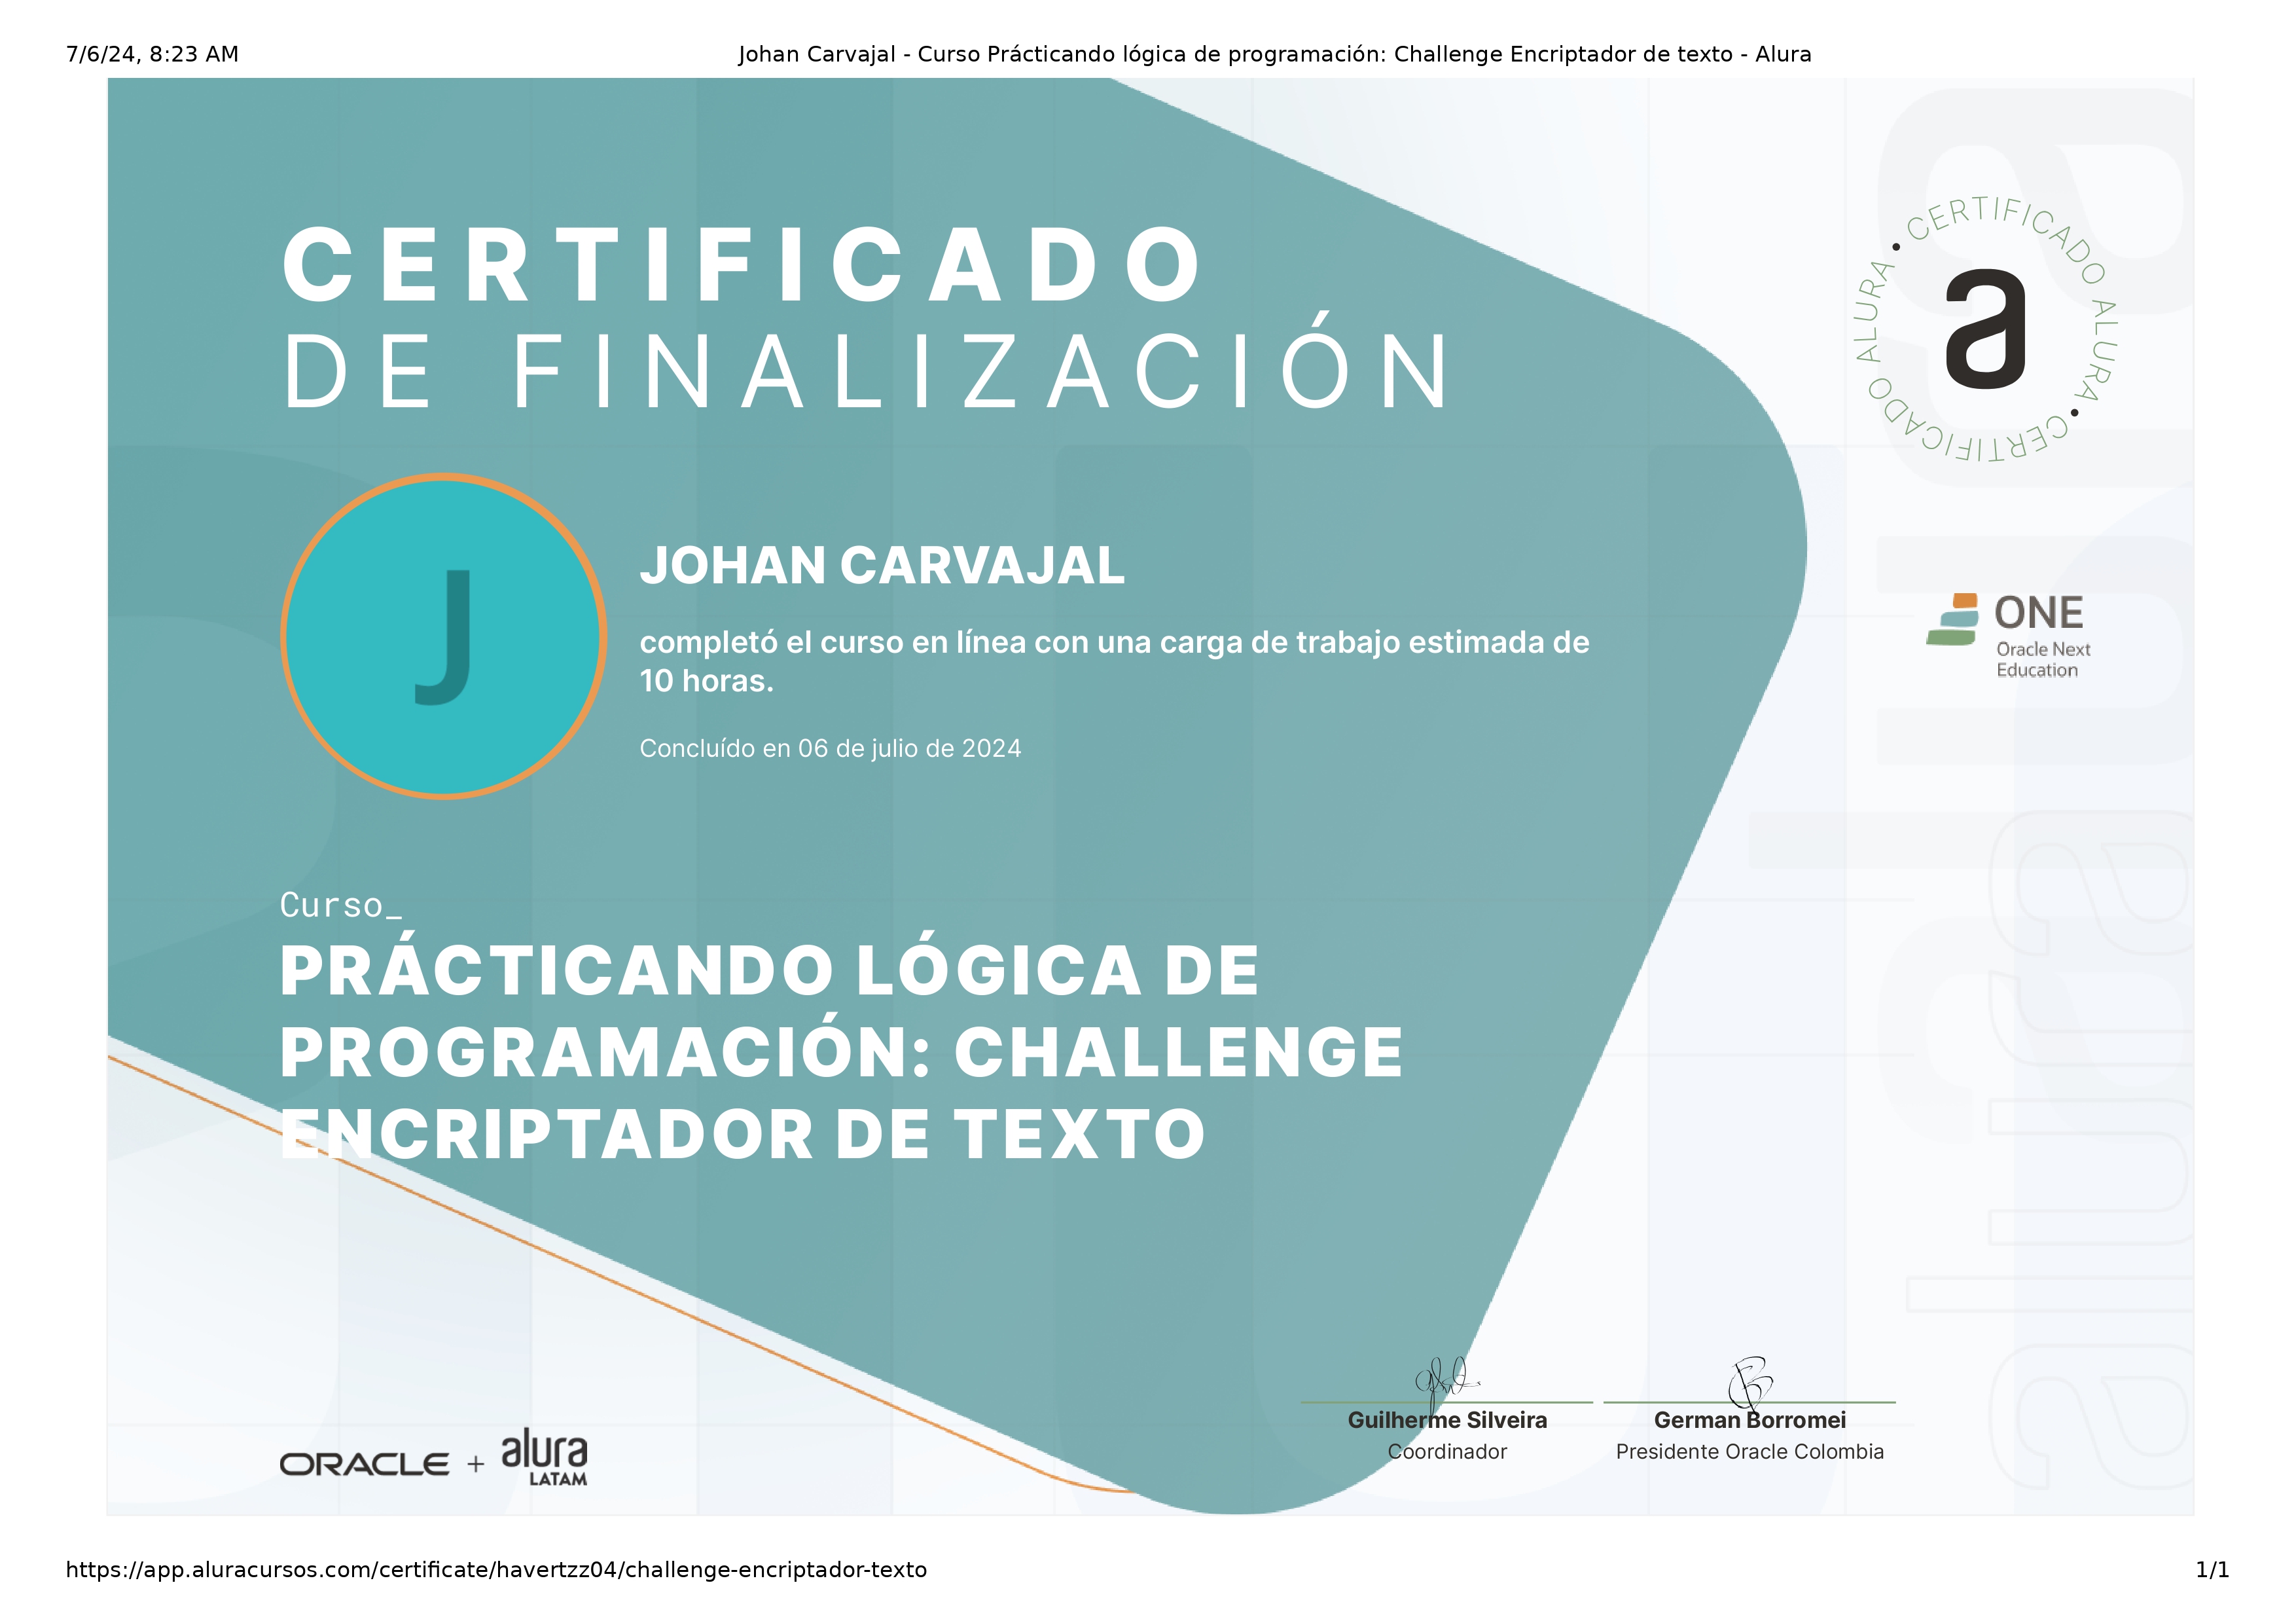 7/6/24, 8:23 AM
Johan Carvajal - Curso Prácticando lógica de programación: Challenge Encriptador de texto - Alura
CERTIFICADO
DE FINALIZACIÓN
CERTIFICADO ALURA • CERTIFICADO ALURA •
a
J
JOHAN CARVAJAL
completó el curso en línea con una carga de trabajo estimada de
10 horas.
Concluído en 06 de julio de 2024
ONE
Oracle Next
Education
Curso_
PRÁCTICANDO LÓGICA DE
PROGRAMACIÓN: CHALLENGE
ENCRIPTADOR DE TEXTO
alura
Guilherme Silveira
Coordinador
German Borromei
Presidente Oracle Colombia
ORACLE + alura
LATAM
https://app.aluracursos.com/certificate/havertzz04/challenge-encriptador-texto
1/1